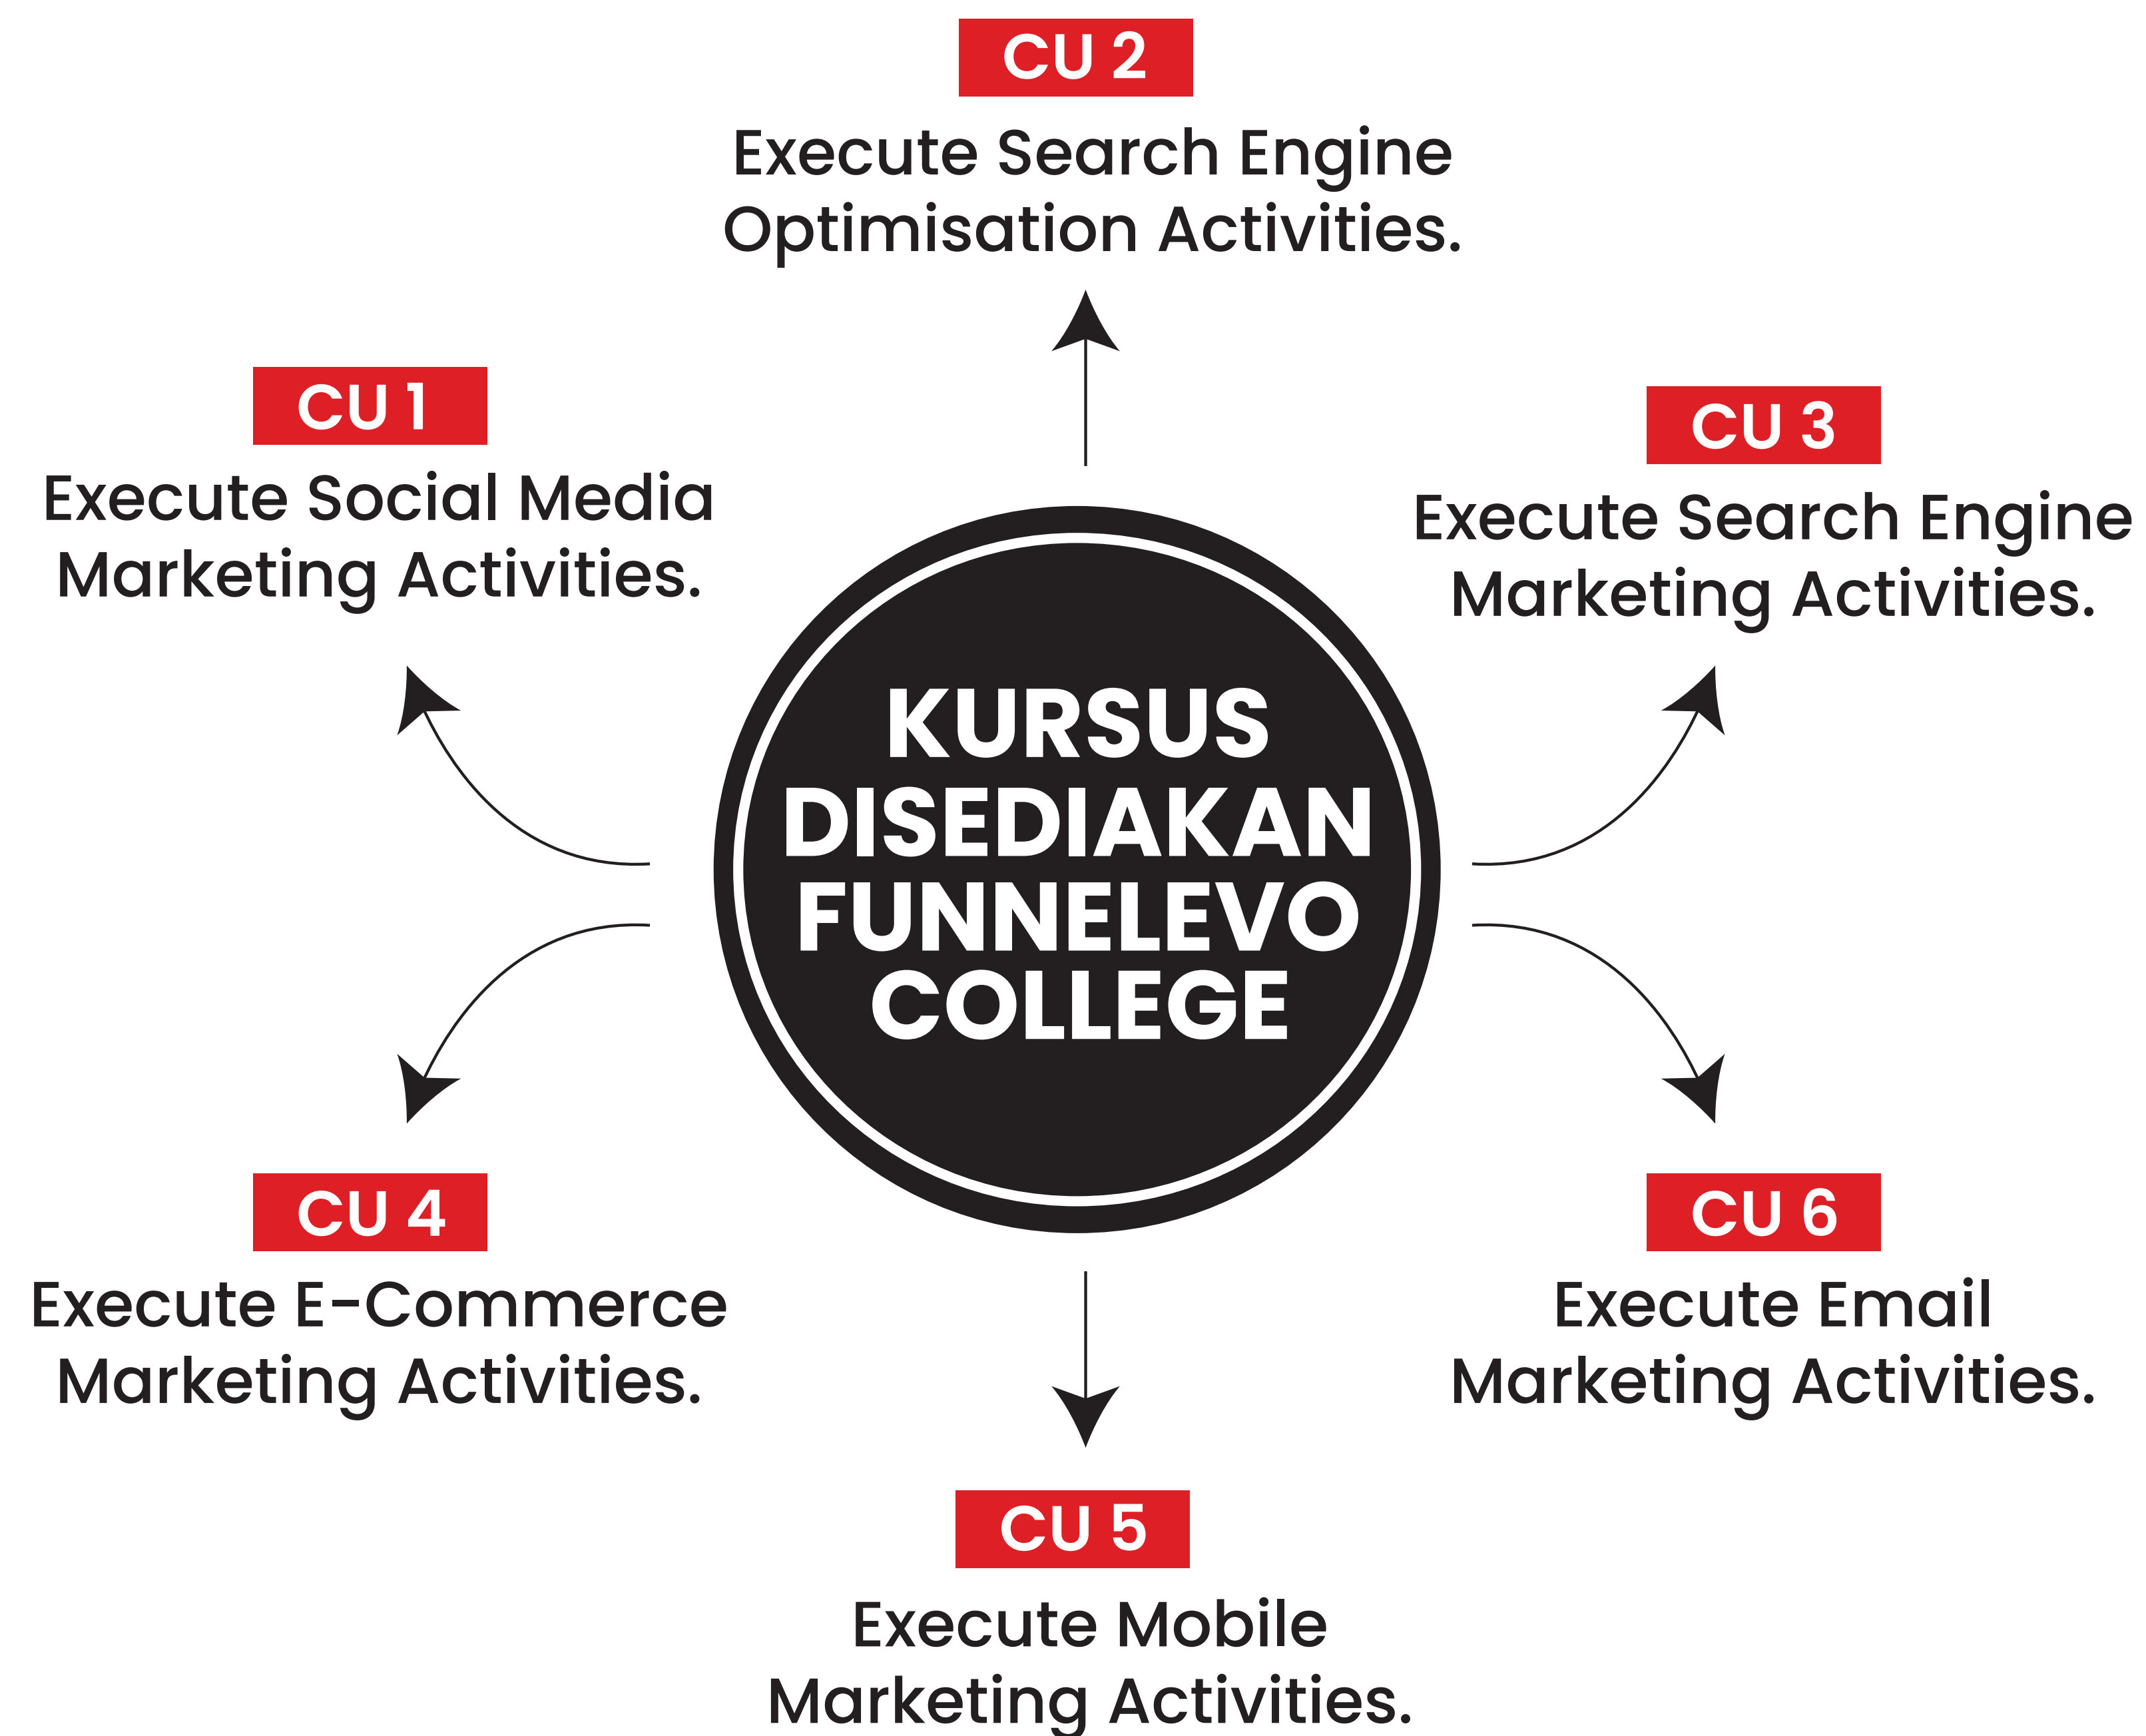 CU 2
Execute Search Engine
Optimisation Activities.
CU 1
Execute Social Media
Marketing Activities.
CU 3
Execute Search Engine
Marketing Activities.
KURSUS
DISEDIAKAN
FUNNELEVO
COLLEGE
CU 4
Execute E-Commerce
Marketing Activities.
CU 6
Execute Email
Marketing Activities.
CU 5
Execute Mobile
Marketing Activities.